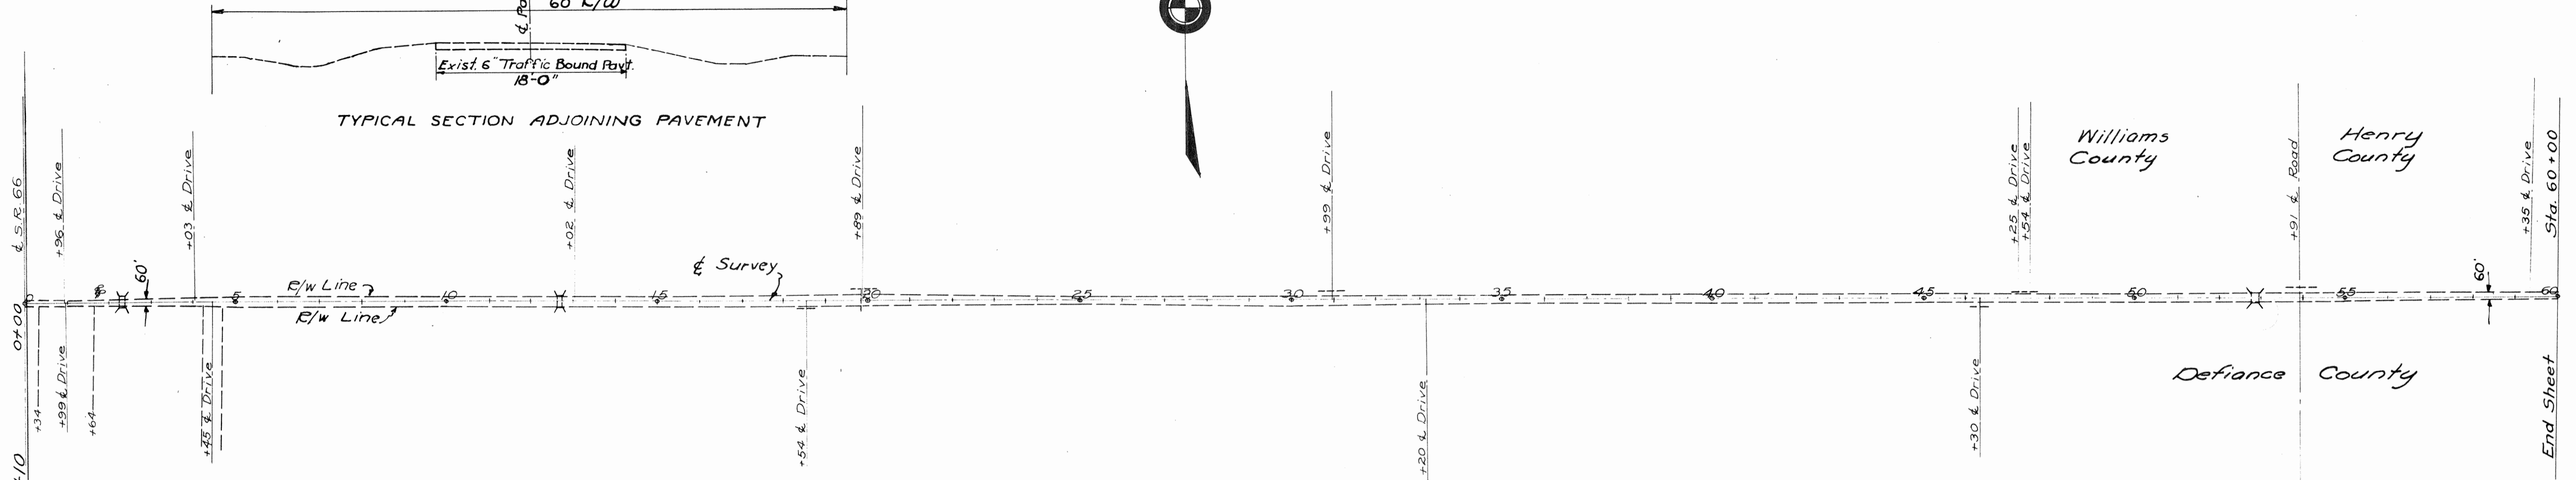 60' R/W
Exist. 6" Traffic Bound Pavt.
18'-0"
TYPICAL SECTION ADJOINING PAVEMENT
℄ S.R. 66
+96 ℄ Drive
+03 ℄ Drive
+02 ℄ Drive
+89 ℄ Drive
+99 ℄ Drive
+25 ℄ Drive
+54 ℄ Drive
Williams
County
+91 ℄ Road
Henry
County
+35 ℄ Drive
Sta. 60+00
60'
R/W Line
℄ Survey
60'
0 5 10 15 20 25 30 35 40 45 50 55 60
R/W Line
0+00
+34
+99 ℄ Drive
+64
+45 ℄ Drive
+54 ℄ Drive
+20 ℄ Drive
+30 ℄ Drive
Defiance County
End Sheet